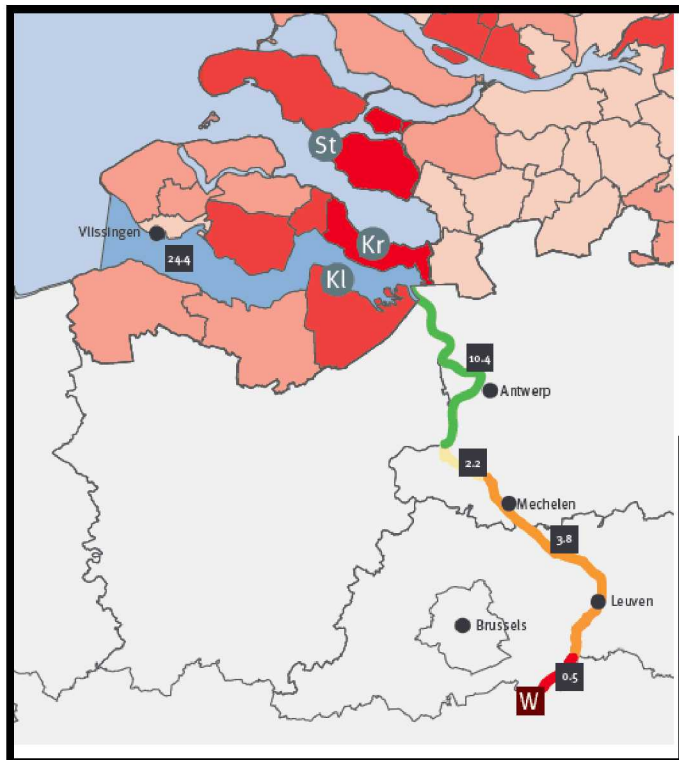 St
Vlissingen
Kr
24.4
Kl
10.4
Antwerp
2.2
Mechelen
3.8
Leuven
Brussels
0.5
W